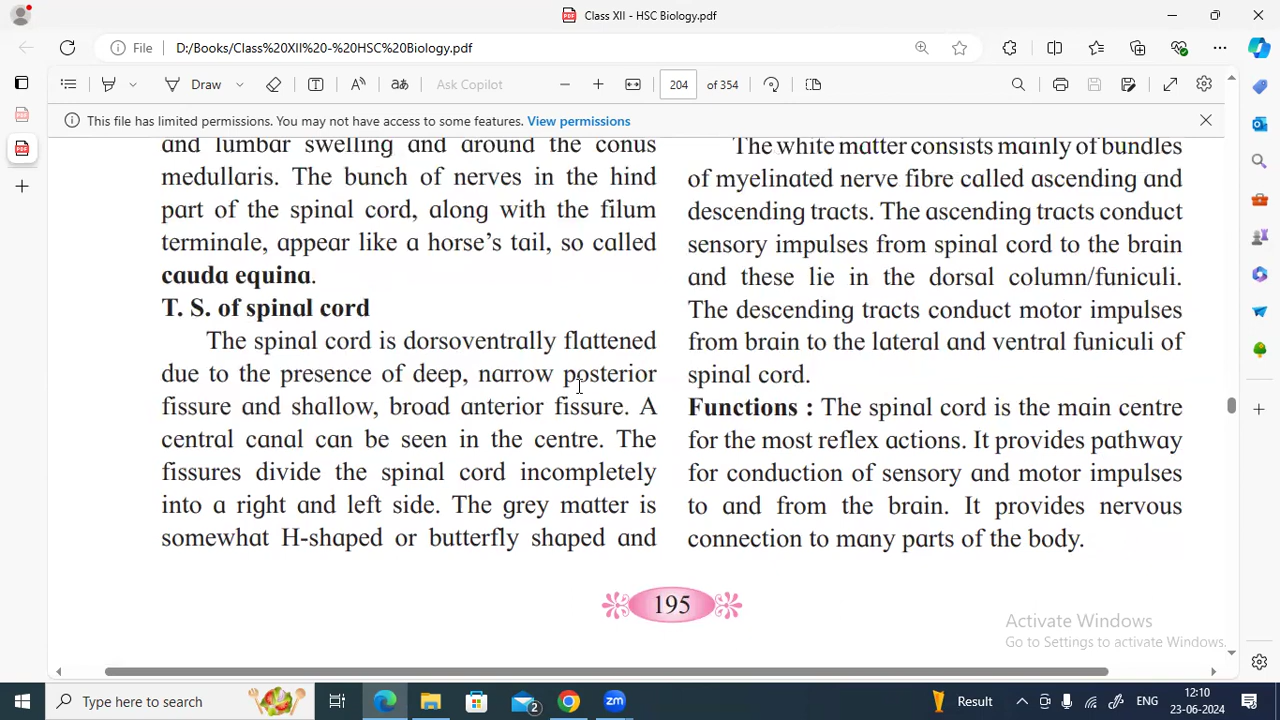 Class XII - HSC Biology.pdf
File D:/Books/Class%20XII%20-%20HSC%20Biology.pdf
Draw
Ask Copilot
204 of 354
This file has limited permissions. You may not have access to some features. View permissions
and lumbar swelling and around the conus
medullaris. The bunch of nerves in the hind
part of the spinal cord, along with the filum
terminale, appear like a horse's tail, so called
cauda equina.
T. S. of spinal cord
The spinal cord is dorsoventrally flattened
due to the presence of deep, narrow posterior
fissure and shallow, broad anterior fissure. A
central canal can be seen in the centre. The
fissures divide the spinal cord incompletely
into a right and left side. The grey matter is
somewhat H-shaped or butterfly shaped and
The white matter consists mainly of bundles
of myelinated nerve fibre called ascending and
descending tracts. The ascending tracts conduct
sensory impulses from spinal cord to the brain
and these lie in the dorsal column/funiculi.
The descending tracts conduct motor impulses
from brain to the lateral and ventral funiculi of
spinal cord.
Functions : The spinal cord is the main centre
for the most reflex actions. It provides pathway
for conduction of sensory and motor impulses
to and from the brain. It provides nervous
connection to many parts of the body.
195
Activate Windows
Go to Settings to activate Windows.
Type here to search
2
zm
Result
ENG
12:10
23-06-2024